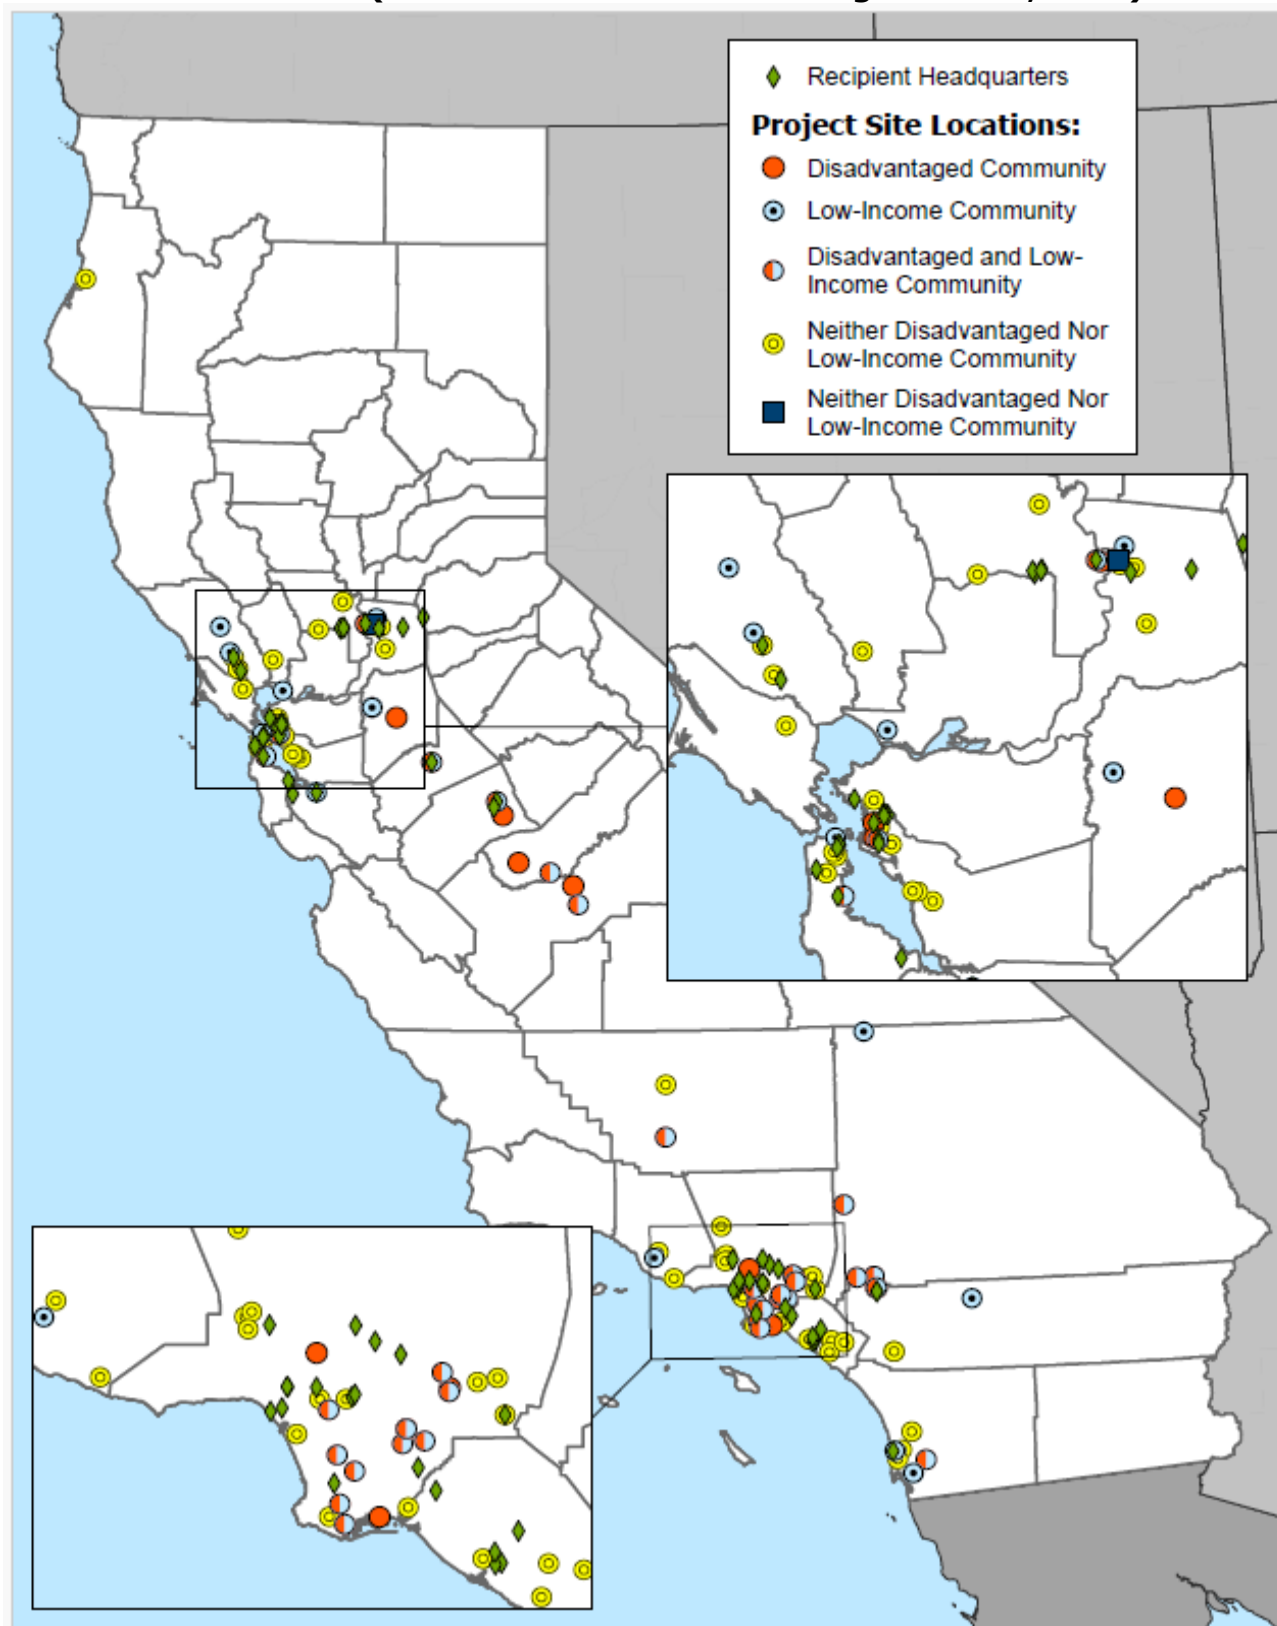 Recipient Headquarters
Project Site Locations:
Disadvantaged Community
Low-Income Community
Disadvantaged and Low-
Income Community
Neither Disadvantaged Nor
Low-Income Community
Neither Disadvantaged Nor
Low-Income Community